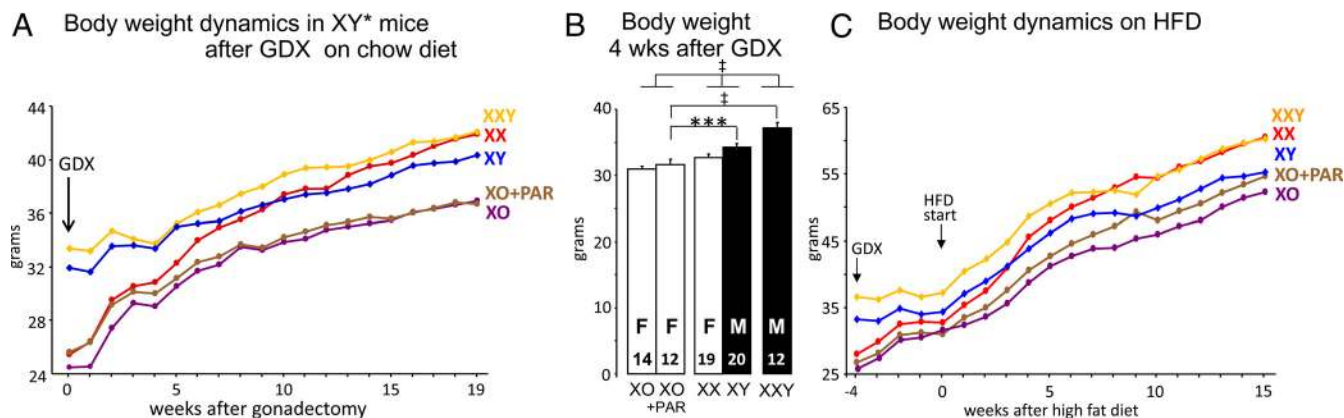 A Body weight dynamics in XY* mice
after GDX on chow diet
44
40
36
32
28
24
grams
GDX
XXY
XX
XY
XO+PAR
XO
0 5 10 15 19
weeks after gonadectomy
B Body weight
4 wks after GDX
‡
‡
***
40
30
20
10
0
grams
F F F M M
14 12 19 20 12
XO XO XX XY XXY
+PAR
C Body weight dynamics on HFD
65
55
45
35
25
grams
GDX
HFD
start
XXY
XX
XY
XO+PAR
XO
-4 0 5 10 15
weeks after high fat diet